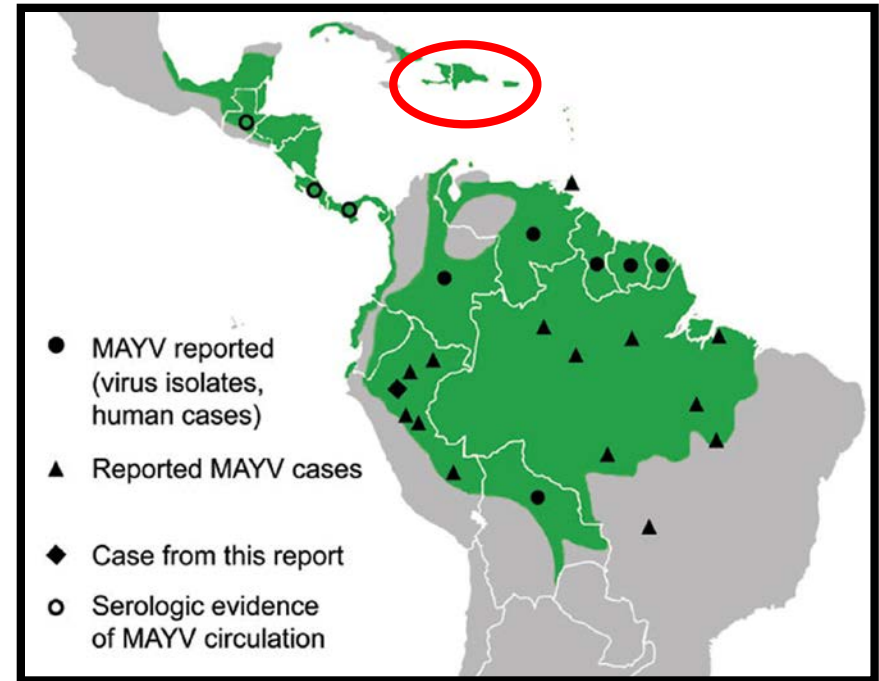 MAYV reported
(virus isolates,
human cases)
Reported MAYV cases
Case from this report
Serologic evidence
of MAYV circulation